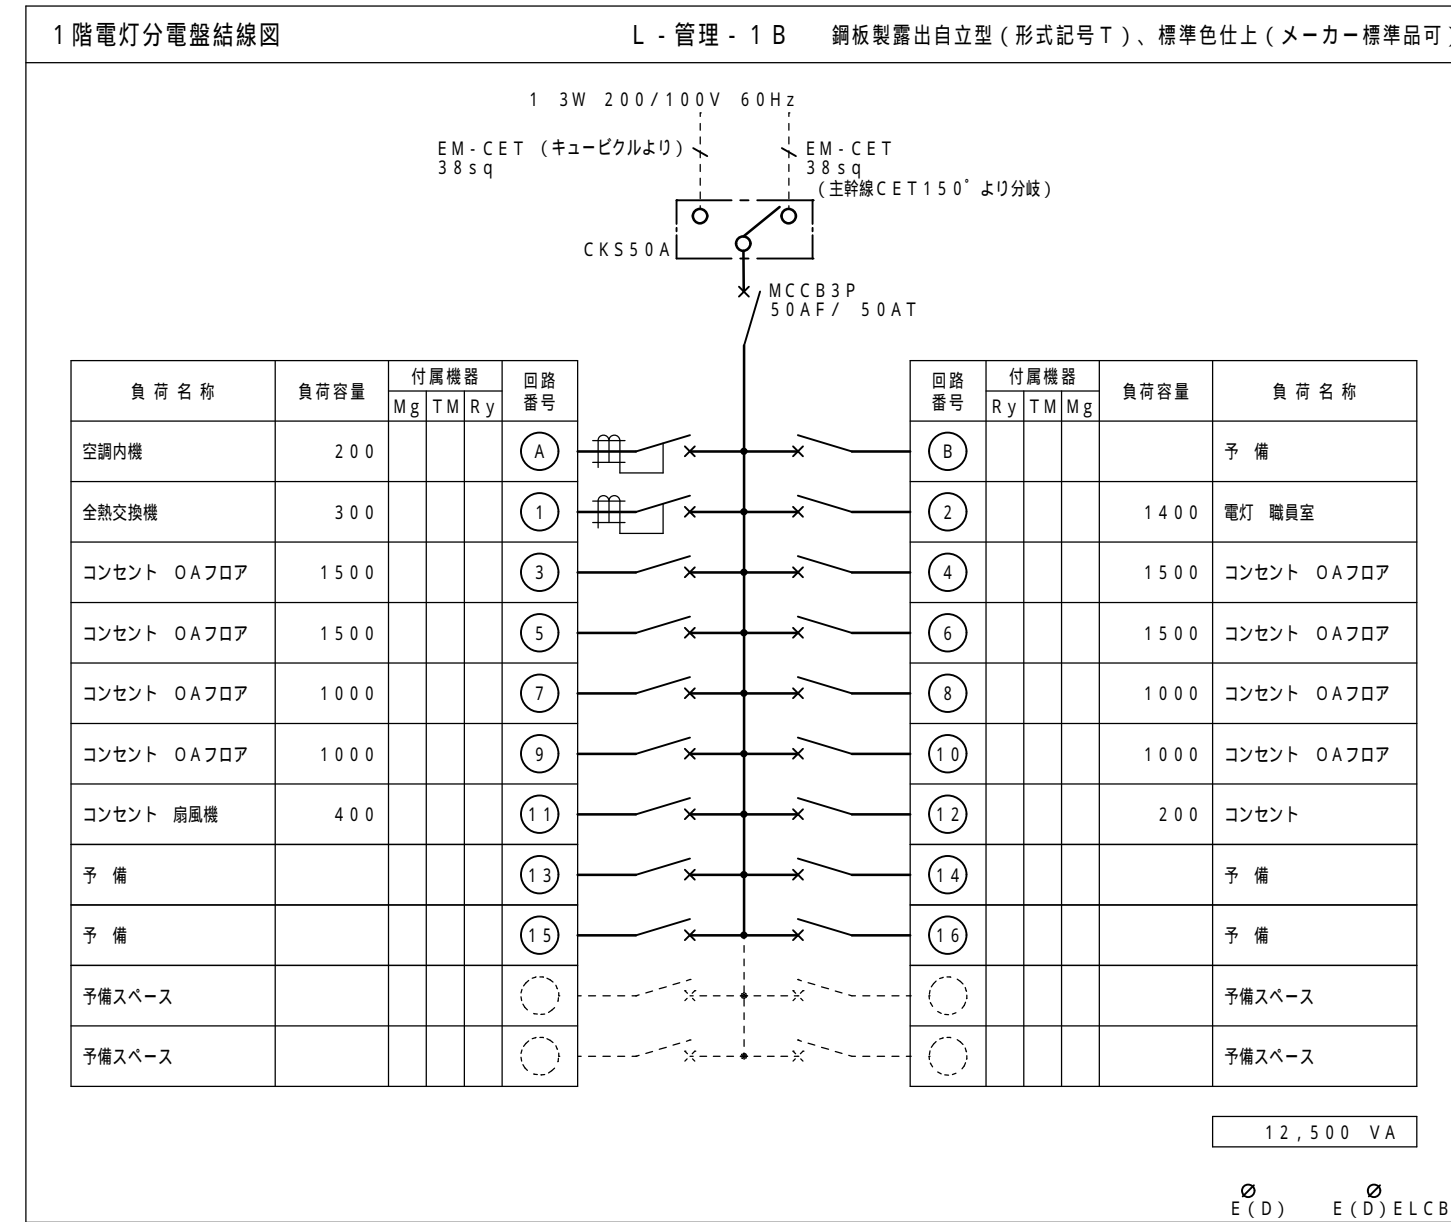 1階電灯分電盤結線図 L-管理-1B 鋼板製露出自立型(形式記号T)、標準色仕上(メーカー標準品可)
1 3W 200/100V 60Hz
EM-CET (キュービクルより) EM-CET
38sq 38sq
(主幹線CET150゜より分岐)
CKS50A
MCCB3P
50AF/ 50AT
負荷名称 負荷容量 付属機器 回路番号 回路番号 付属機器 負荷容量 負荷名称
Mg TM Ry Ry TM Mg
空調内機 200 A B 予備
全熱交換機 300 1 2 1400 電灯 職員室
コンセント OAフロア 1500 3 4 1500 コンセント OAフロア
コンセント OAフロア 1500 5 6 1500 コンセント OAフロア
コンセント OAフロア 1000 7 8 1000 コンセント OAフロア
コンセント OAフロア 1000 9 10 1000 コンセント OAフロア
コンセント 扇風機 400 11 12 200 コンセント
予備 13 14 予備
予備 15 16 予備
予備スペース 予備スペース
予備スペース 予備スペース
12,500 VA
E(D) E(D)ELCB